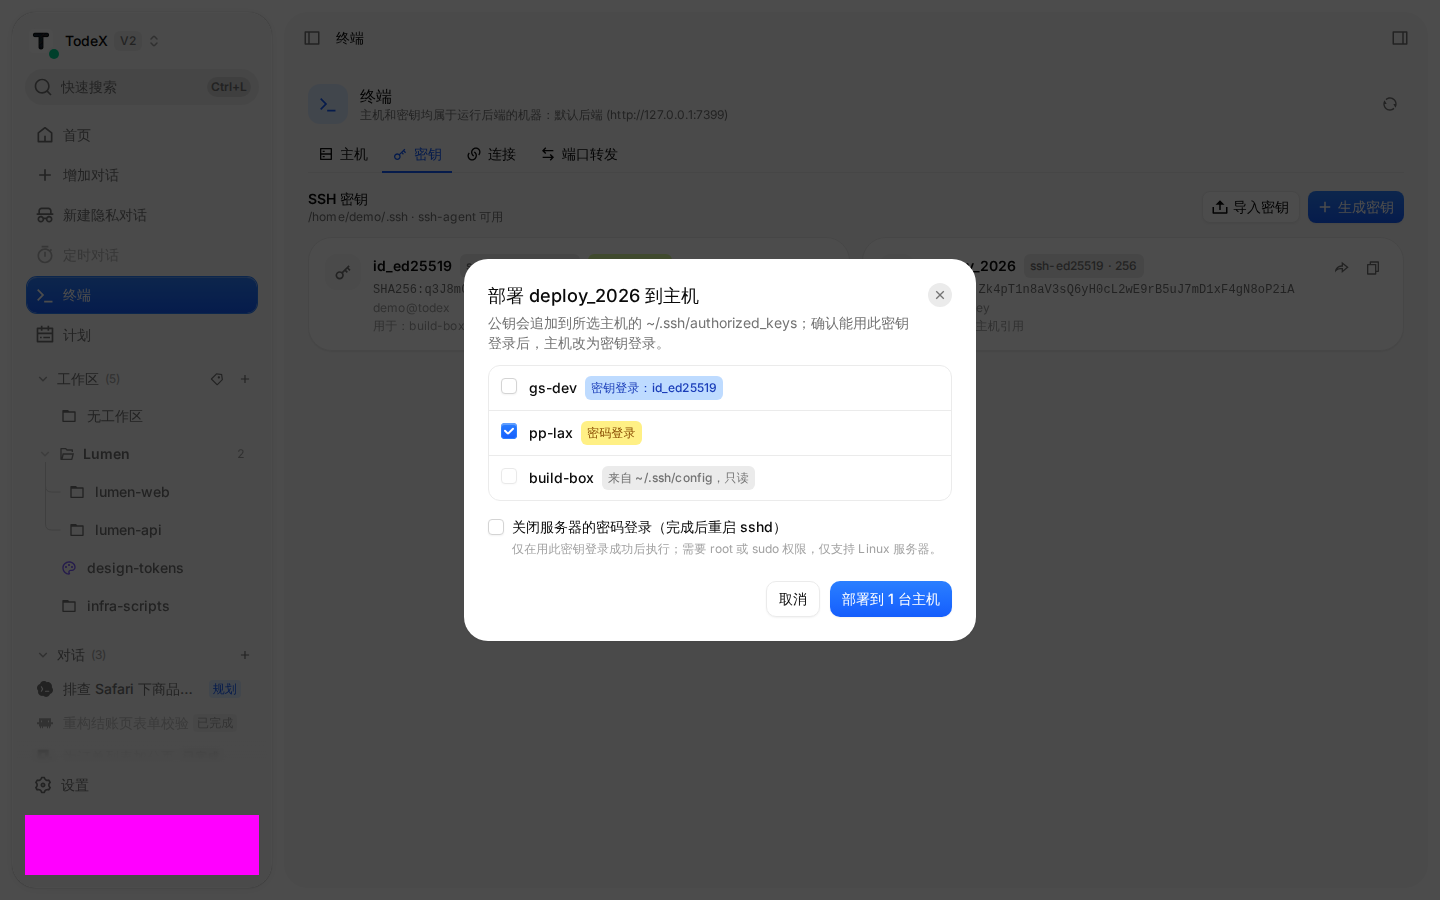 TodeX V2
快速搜索 Ctrl+L
首页
增加对话
新建隐私对话
定时对话
终端
计划
工作区 (5)
无工作区
Lumen 2
lumen-web
lumen-api
design-tokens
infra-scripts
对话 (3)
排查 Safari 下商品... 规划
重构结账页表单校验 已完成
设置
终端
终端
主机和密钥均属于运行后端的机器：默认后端 (http://127.0.0.1:7399)
主机 密钥 连接 端口转发
SSH 密钥
/home/demo/.ssh · ssh-agent 可用
导入密钥 生成密钥
id_ed25519
SHA256:q3J8m
demo@todex
用于：build-box
_2026 ssh-ed25519 · 256
Zk4pT1n8aV3sQ6yH0cL2wE9rB5uJ7mD1xF4gN8oP2iA
主机引用
部署 deploy_2026 到主机
公钥会追加到所选主机的 ~/.ssh/authorized_keys；确认能用此密钥
登录后，主机改为密钥登录。
gs-dev 密钥登录：id_ed25519
pp-lax 密码登录
build-box 来自 ~/.ssh/config，只读
关闭服务器的密码登录（完成后重启 sshd）
仅在用此密钥登录成功后执行；需要 root 或 sudo 权限，仅支持 Linux 服务器。
取消 部署到 1 台主机